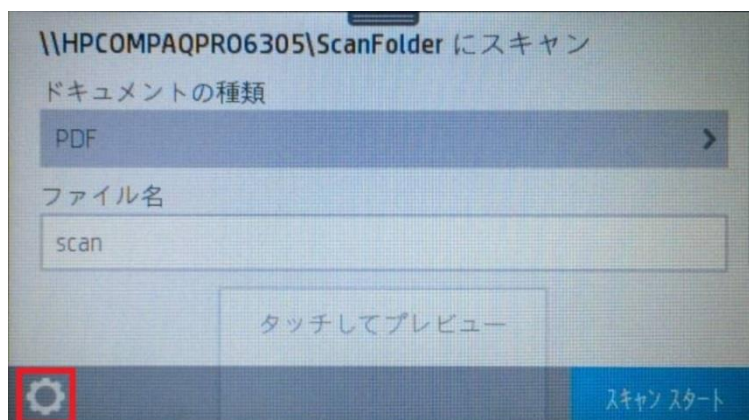 \\HPCOMPAQPRO6305\ScanFolder にスキャン
ドキュメントの種類
PDF
ファイル名
scan
タッチしてプレビュー
スキャン スタート